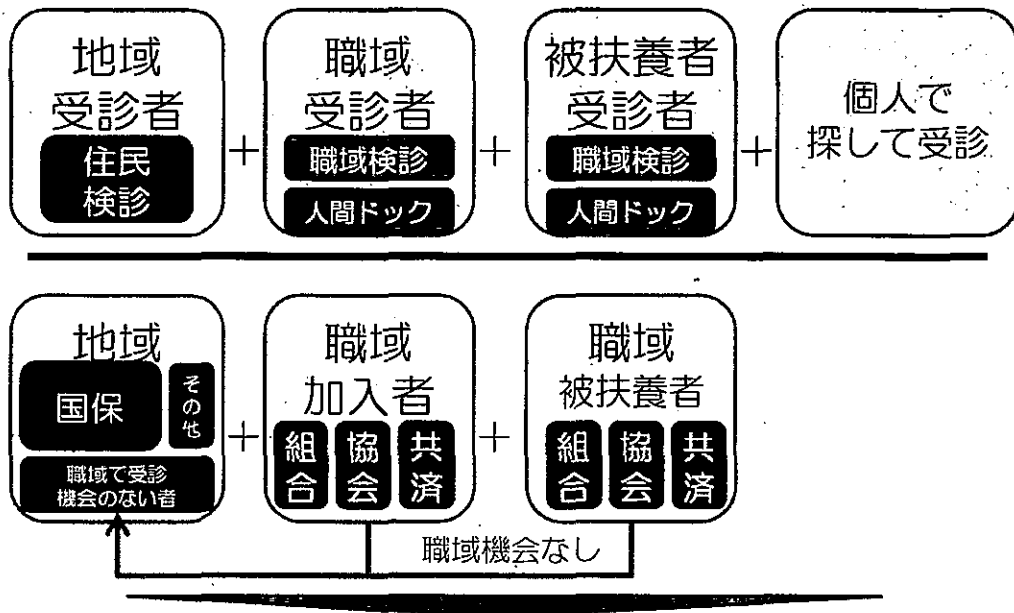 地域
受診者
住民
検診
+
職域
受診者
職域検診
人間ドック
+
被扶養者
受診者
職域検診
人間ドック
+
個人で
探して受診
地域
国保
その他
職域で受診
機会のない者
+
職域
加入者
組合
協会
共済
+
職域
被扶養者
組合
協会
共済
職域機会なし